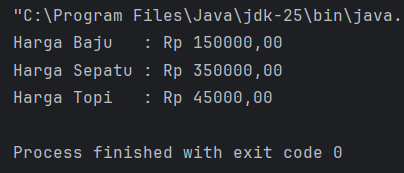 "C:\Program Files\Java\jdk-25\bin\java.
Harga Baju   : Rp 150000,00
Harga Sepatu : Rp 350000,00
Harga Topi   : Rp 45000,00
Process finished with exit code 0